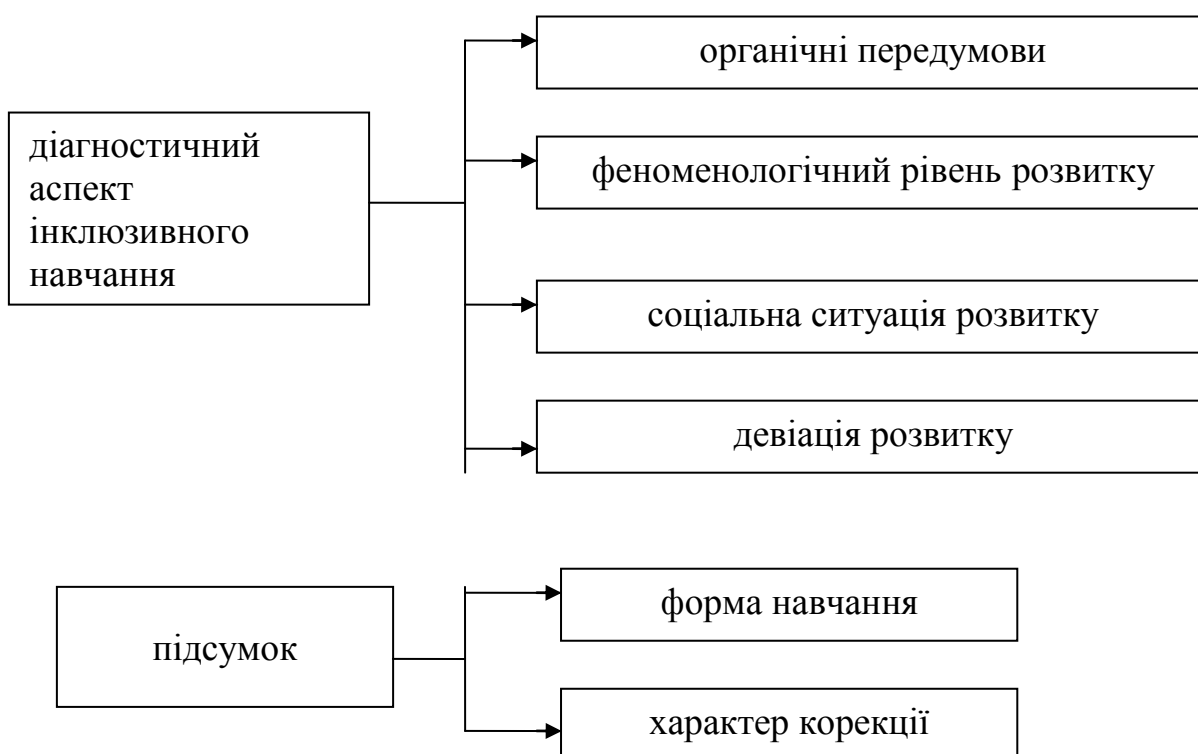 органічні передумови
діагностичний
аспект
інклюзивного
навчання
феноменологічний рівень розвитку
соціальна ситуація розвитку
девіація розвитку
підсумок
форма навчання
характер корекції